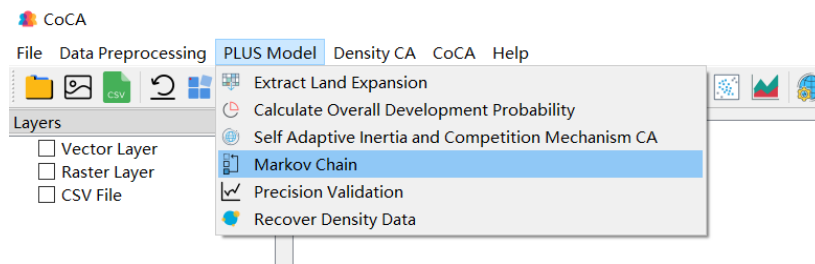 CoCA
File Data Preprocessing PLUS Model Density CA CoCA Help
CSV
Layers
Vector Layer
Raster Layer
CSV File
Extract Land Expansion
Calculate Overall Development Probability
Self Adaptive Inertia and Competition Mechanism CA
Markov Chain
Precision Validation
Recover Density Data